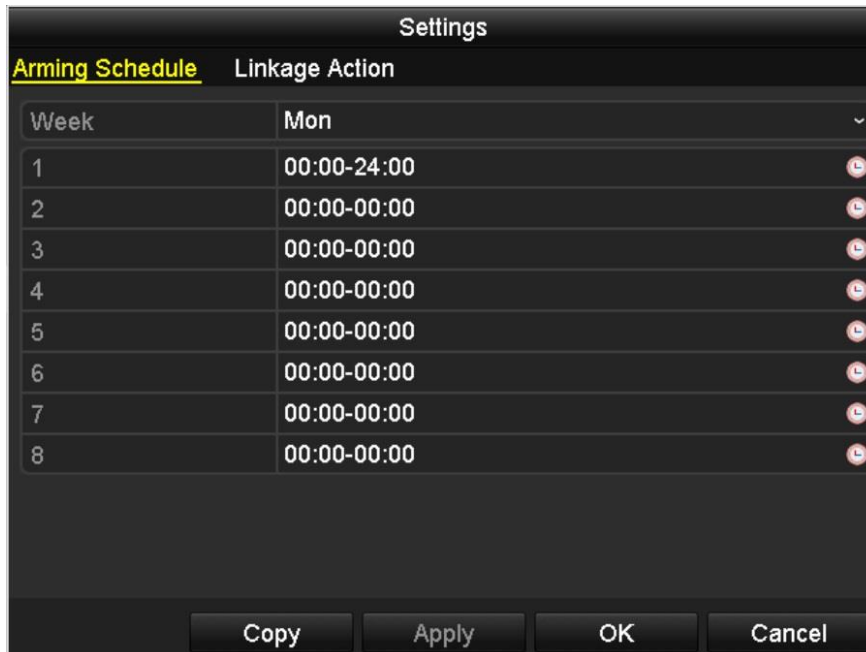 Settings
Arming Schedule Linkage Action
Week Mon
1 00:00-24:00
2 00:00-00:00
3 00:00-00:00
4 00:00-00:00
5 00:00-00:00
6 00:00-00:00
7 00:00-00:00
8 00:00-00:00
Copy Apply OK Cancel